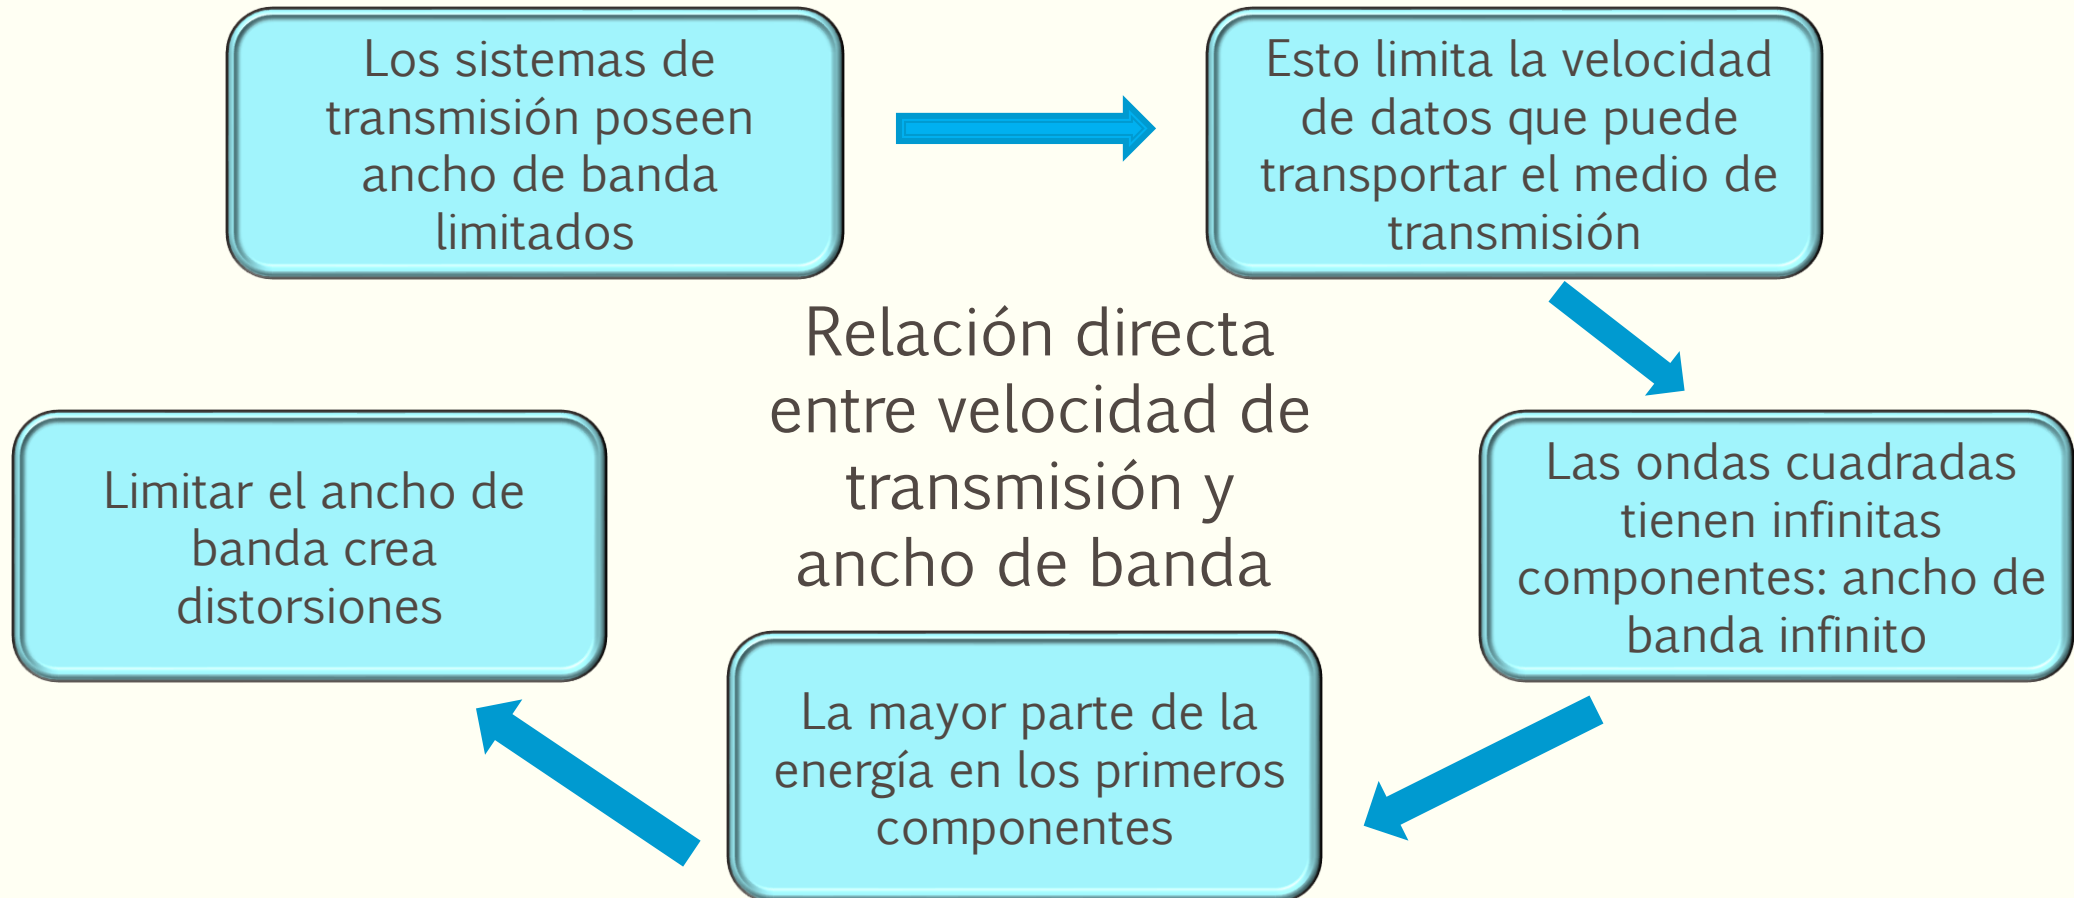 Los sistemas de
transmisión poseen
ancho de banda
limitados
Esto limita la velocidad
de datos que puede
transportar el medio de
transmisión
Relación directa
entre velocidad de
transmisión y
ancho de banda
Las ondas cuadradas
tienen infinitas
componentes: ancho de
banda infinito
La mayor parte de la
energía en los primeros
componentes
Limitar el ancho de
banda crea
distorsiones